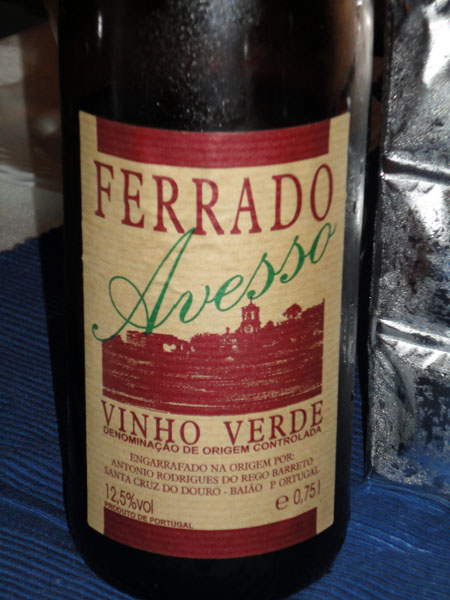 FERRADO
Avesso
VINHO VERDE
DENOMINAÇÃO DE ORIGEM CONTROLADA
ENGARRAFADO NA ORIGEM POR:
ANTONIO RODRIGUES DO REGO BARRETO
SANTA CRUZ DO DOURO - BAIÃO P ORTUGAL
12,5%vol e 0,75 l
PRODUTO DE PORTUGAL